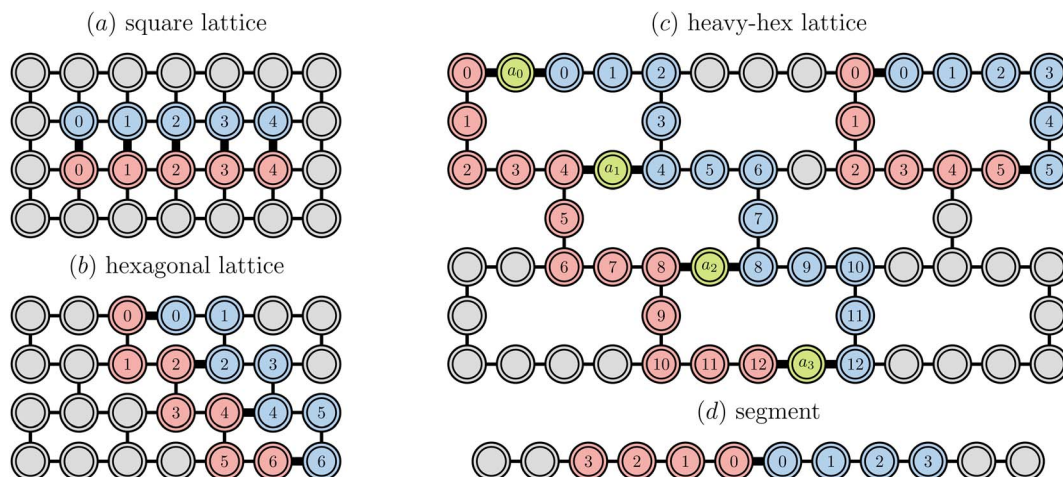 (a) square lattice
0 1 2 3 4
0 1 2 3 4
(b) hexagonal lattice
0 0 1
1 2 2 3
3 4 4 5
5 6 6
(c) heavy-hex lattice
0 a₀ 0 1 2 0 0 1 2 3
1 3 1 4
2 3 4 a₁ 4 5 6 2 3 4 5 5
5 7
6 7 8 a₂ 8 9 10
9 11
10 11 12 a₃ 12
(d) segment
3 2 1 0 0 1 2 3